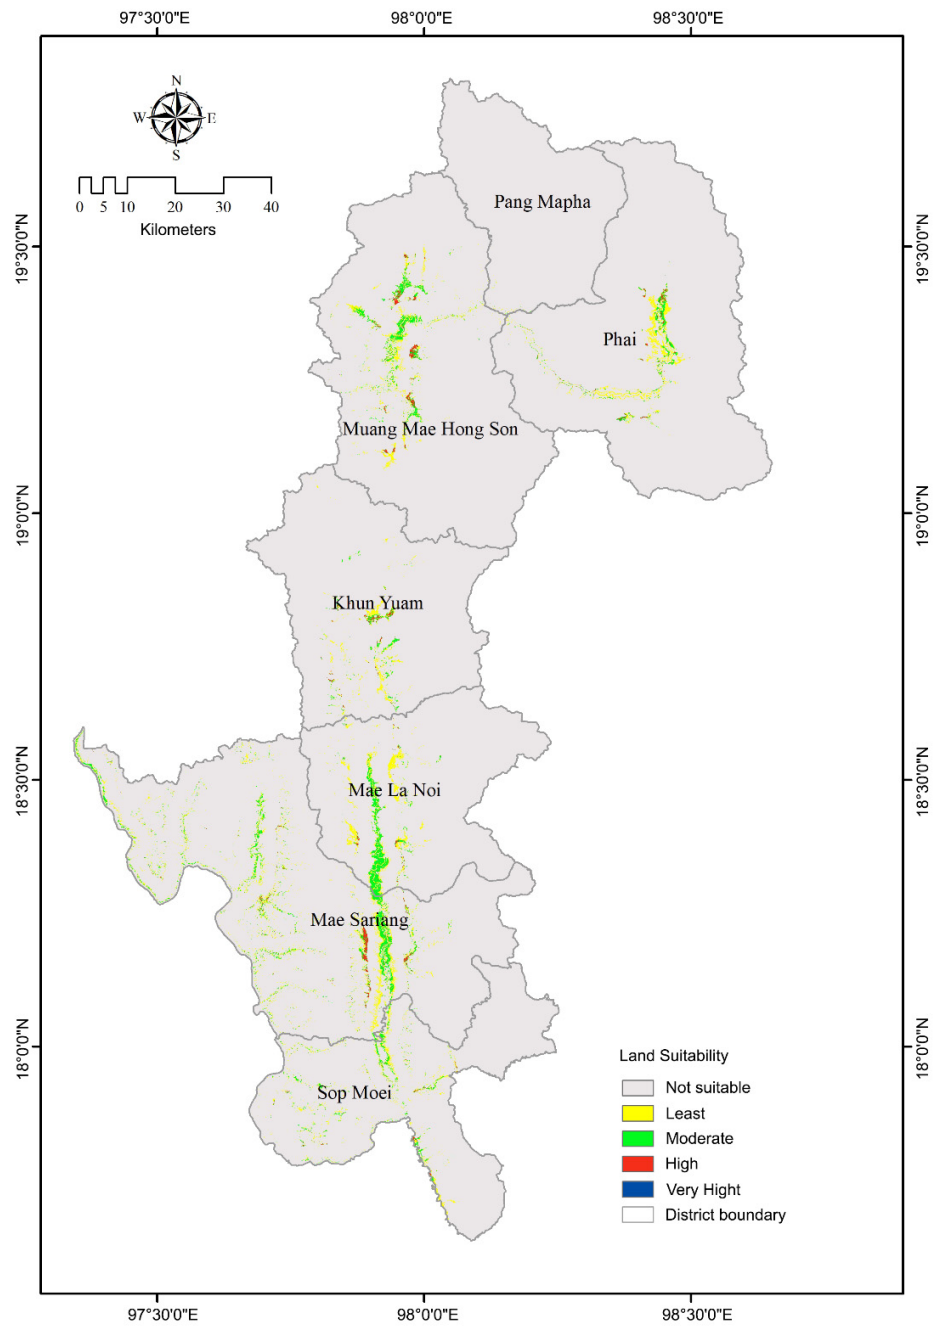 97°30'0"E 98°0'0"E 98°30'0"E
N
W E
S
0 5 10 20 30 40
Kilometers
19°30'0"N 19°30'0"N
Pang Mapha
Phai
Muang Mae Hong Son
19°0'0"N 19°0'0"N
Khun Yuam
18°30'0"N 18°30'0"N
Mae La Noi
Mae Sariang
18°0'0"N 18°0'0"N
Sop Moei
Land Suitability
Not suitable
Least
Moderate
High
Very Hight
District boundary
97°30'0"E 98°0'0"E 98°30'0"E